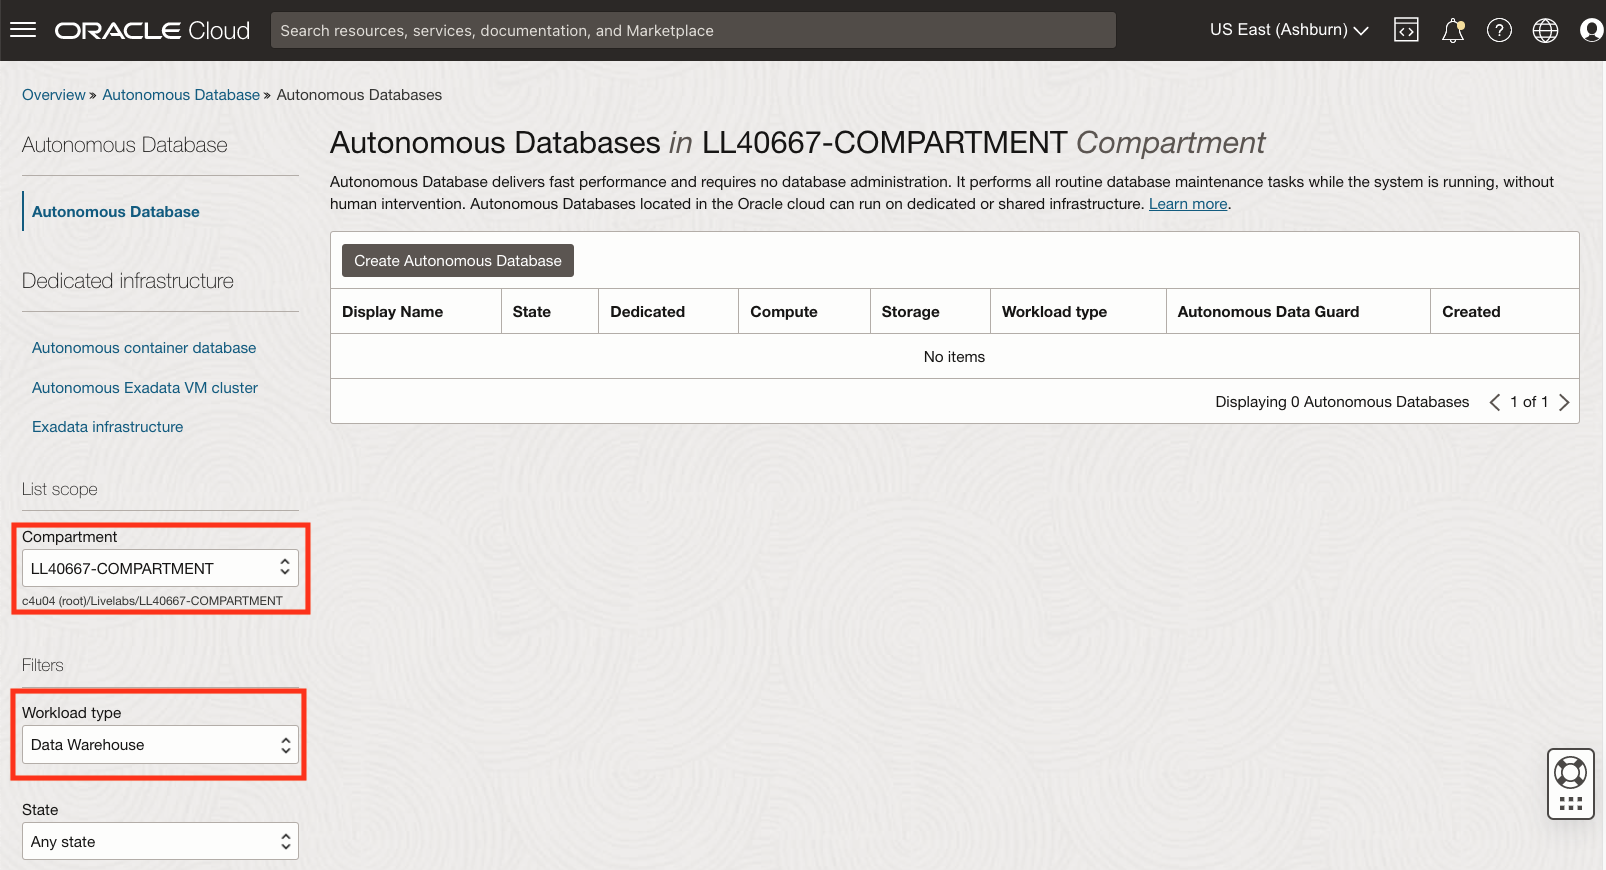 ORACLE Cloud
Search resources, services, documentation, and Marketplace
US East (Ashburn)
Overview » Autonomous Database » Autonomous Databases
Autonomous Database
Autonomous Database
Dedicated infrastructure
Autonomous container database
Autonomous Exadata VM cluster
Exadata infrastructure
List scope
Compartment
LL40667-COMPARTMENT
c4u04 (root)/Livelabs/LL40667-COMPARTMENT
Filters
Workload type
Data Warehouse
State
Any state
Autonomous Databases in LL40667-COMPARTMENT Compartment
Autonomous Database delivers fast performance and requires no database administration. It performs all routine database maintenance tasks while the system is running, without
human intervention. Autonomous Databases located in the Oracle cloud can run on dedicated or shared infrastructure. Learn more.
Create Autonomous Database
Display Name State Dedicated Compute Storage Workload type Autonomous Data Guard Created
No items
Displaying 0 Autonomous Databases 1 of 1